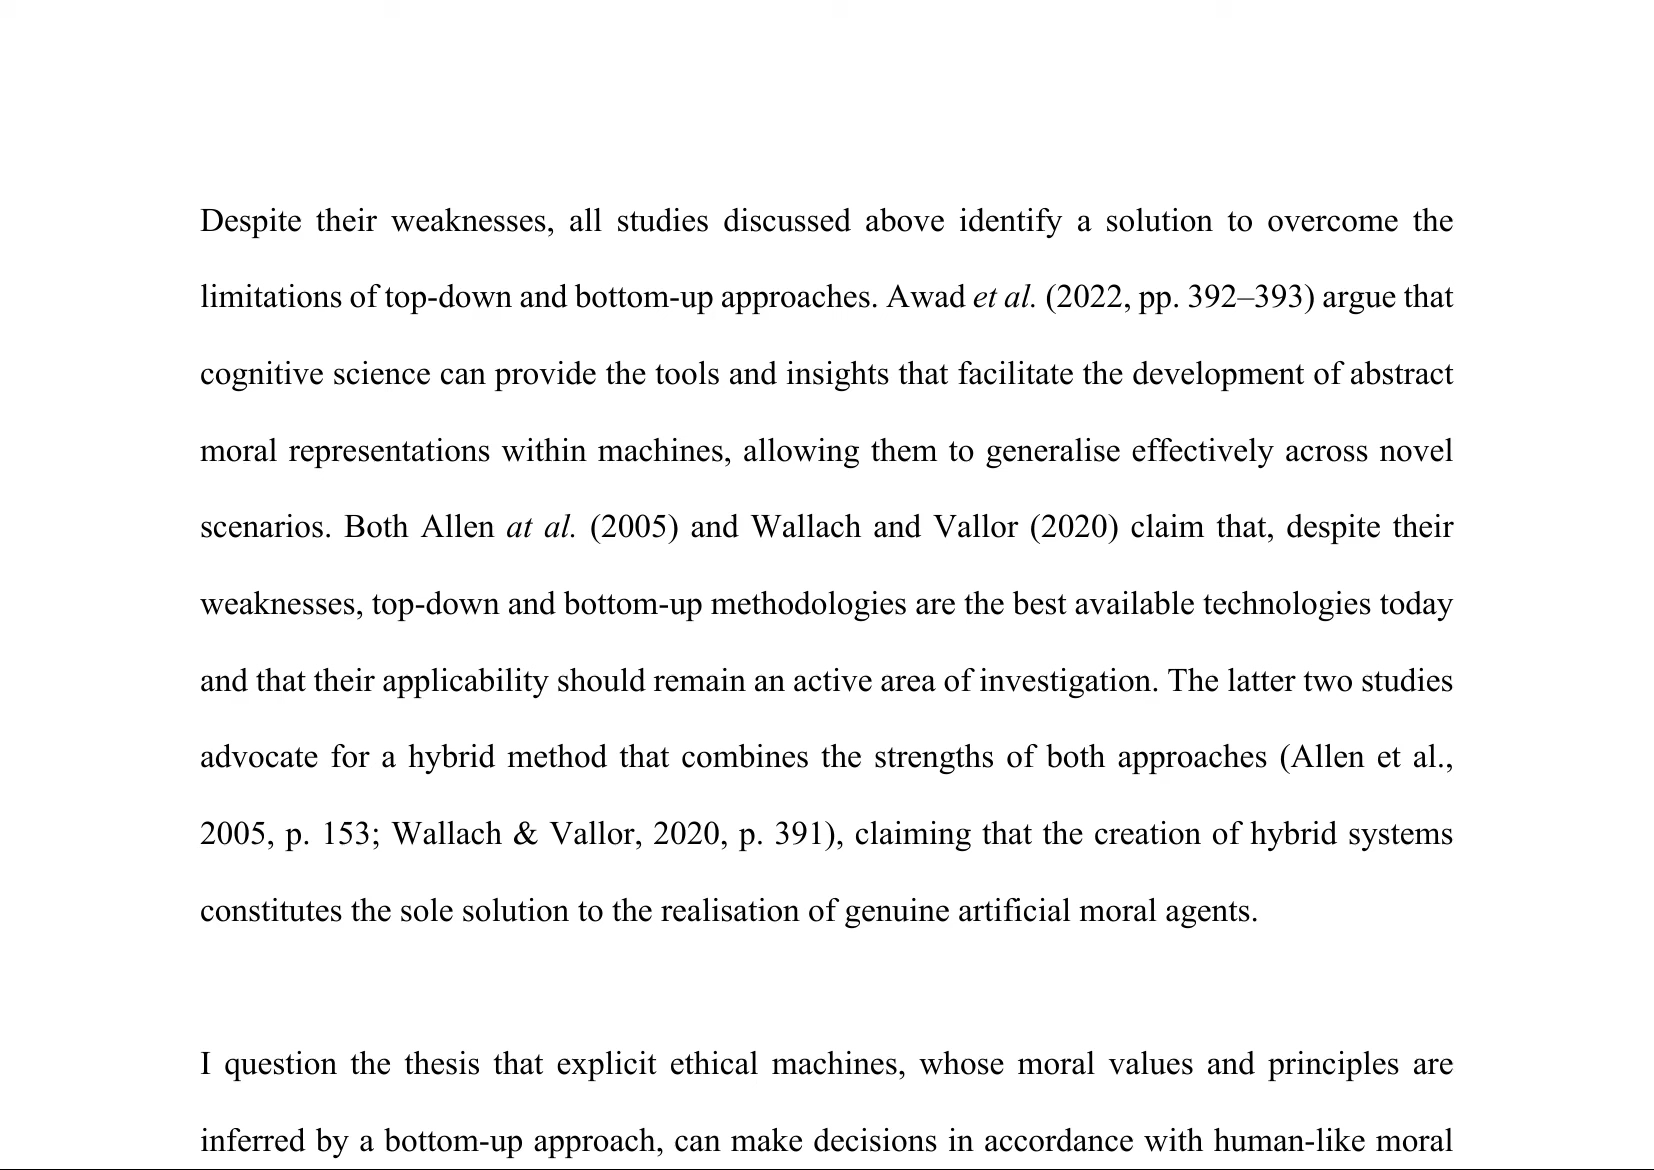 Despite their weaknesses, all studies discussed above identify a solution to overcome the
limitations of top-down and bottom-up approaches. Awad et al. (2022, pp. 392–393) argue that
cognitive science can provide the tools and insights that facilitate the development of abstract
moral representations within machines, allowing them to generalise effectively across novel
scenarios. Both Allen at al. (2005) and Wallach and Vallor (2020) claim that, despite their
weaknesses, top-down and bottom-up methodologies are the best available technologies today
and that their applicability should remain an active area of investigation. The latter two studies
advocate for a hybrid method that combines the strengths of both approaches (Allen et al.,
2005, p. 153; Wallach & Vallor, 2020, p. 391), claiming that the creation of hybrid systems
constitutes the sole solution to the realisation of genuine artificial moral agents.
I question the thesis that explicit ethical machines, whose moral values and principles are
inferred by a bottom-up approach, can make decisions in accordance with human-like moral